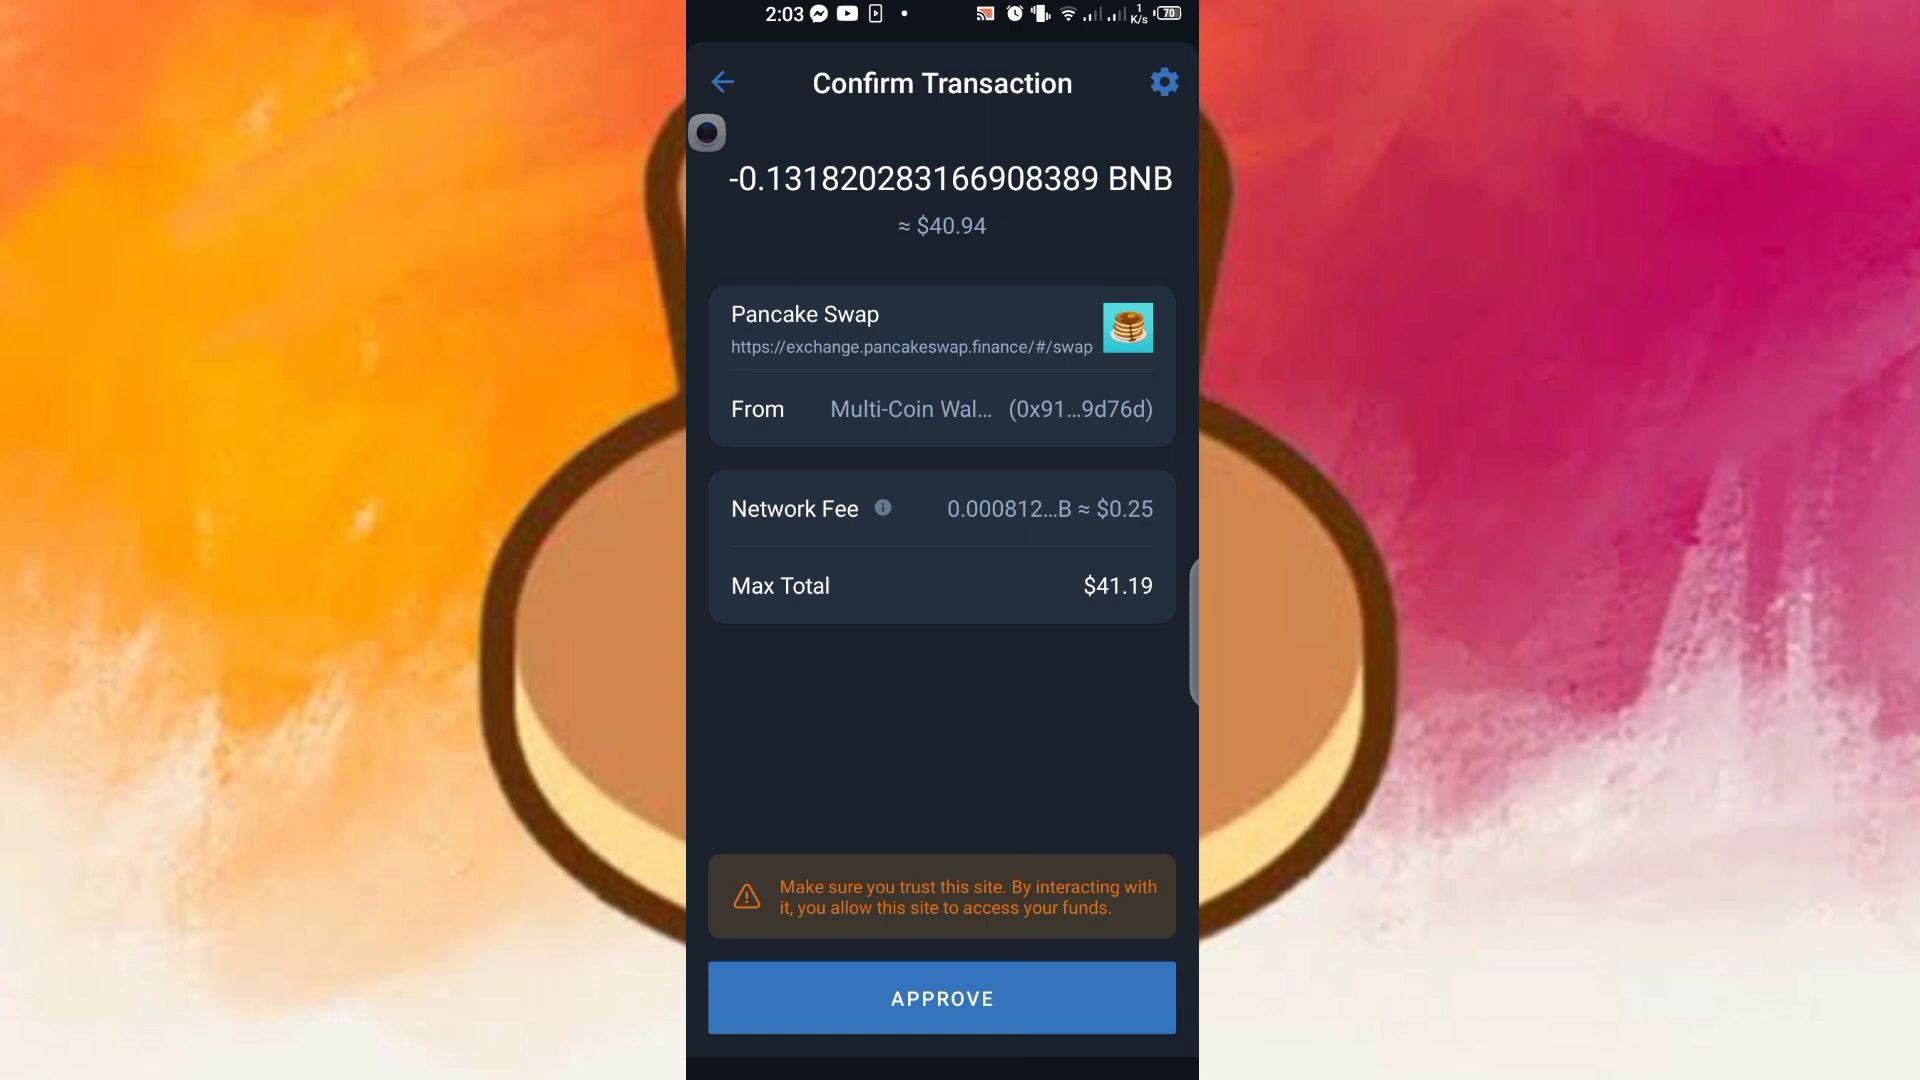 2:03
1
K/s
70
Confirm Transaction
-0.131820283166908389 BNB
≈ $40.94
Pancake Swap
https://exchange.pancakeswap.finance/#/swap
From Multi-Coin Wal... (0x91...9d76d)
Network Fee 0.000812...B ≈ $0.25
Max Total $41.19
Make sure you trust this site. By interacting with
it, you allow this site to access your funds.
APPROVE